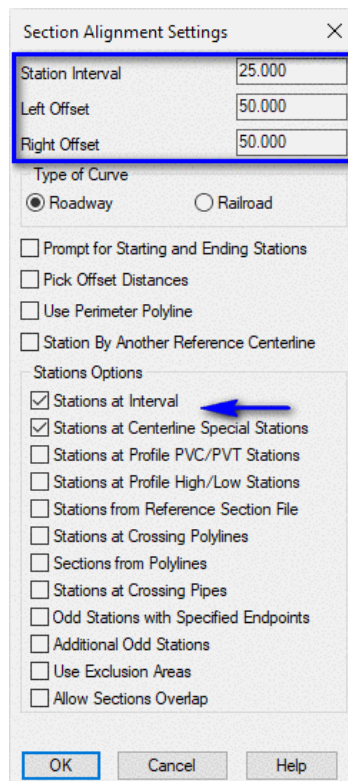 Section Alignment Settings
Station Interval 25.000
Left Offset 50.000
Right Offset 50.000
Type of Curve
Roadway Railroad
Prompt for Starting and Ending Stations
Pick Offset Distances
Use Perimeter Polyline
Station By Another Reference Centerline
Stations Options
Stations at Interval
Stations at Centerline Special Stations
Stations at Profile PVC/PVT Stations
Stations at Profile High/Low Stations
Stations from Reference Section File
Stations at Crossing Polylines
Sections from Polylines
Stations at Crossing Pipes
Odd Stations with Specified Endpoints
Additional Odd Stations
Use Exclusion Areas
Allow Sections Overlap
OK Cancel Help